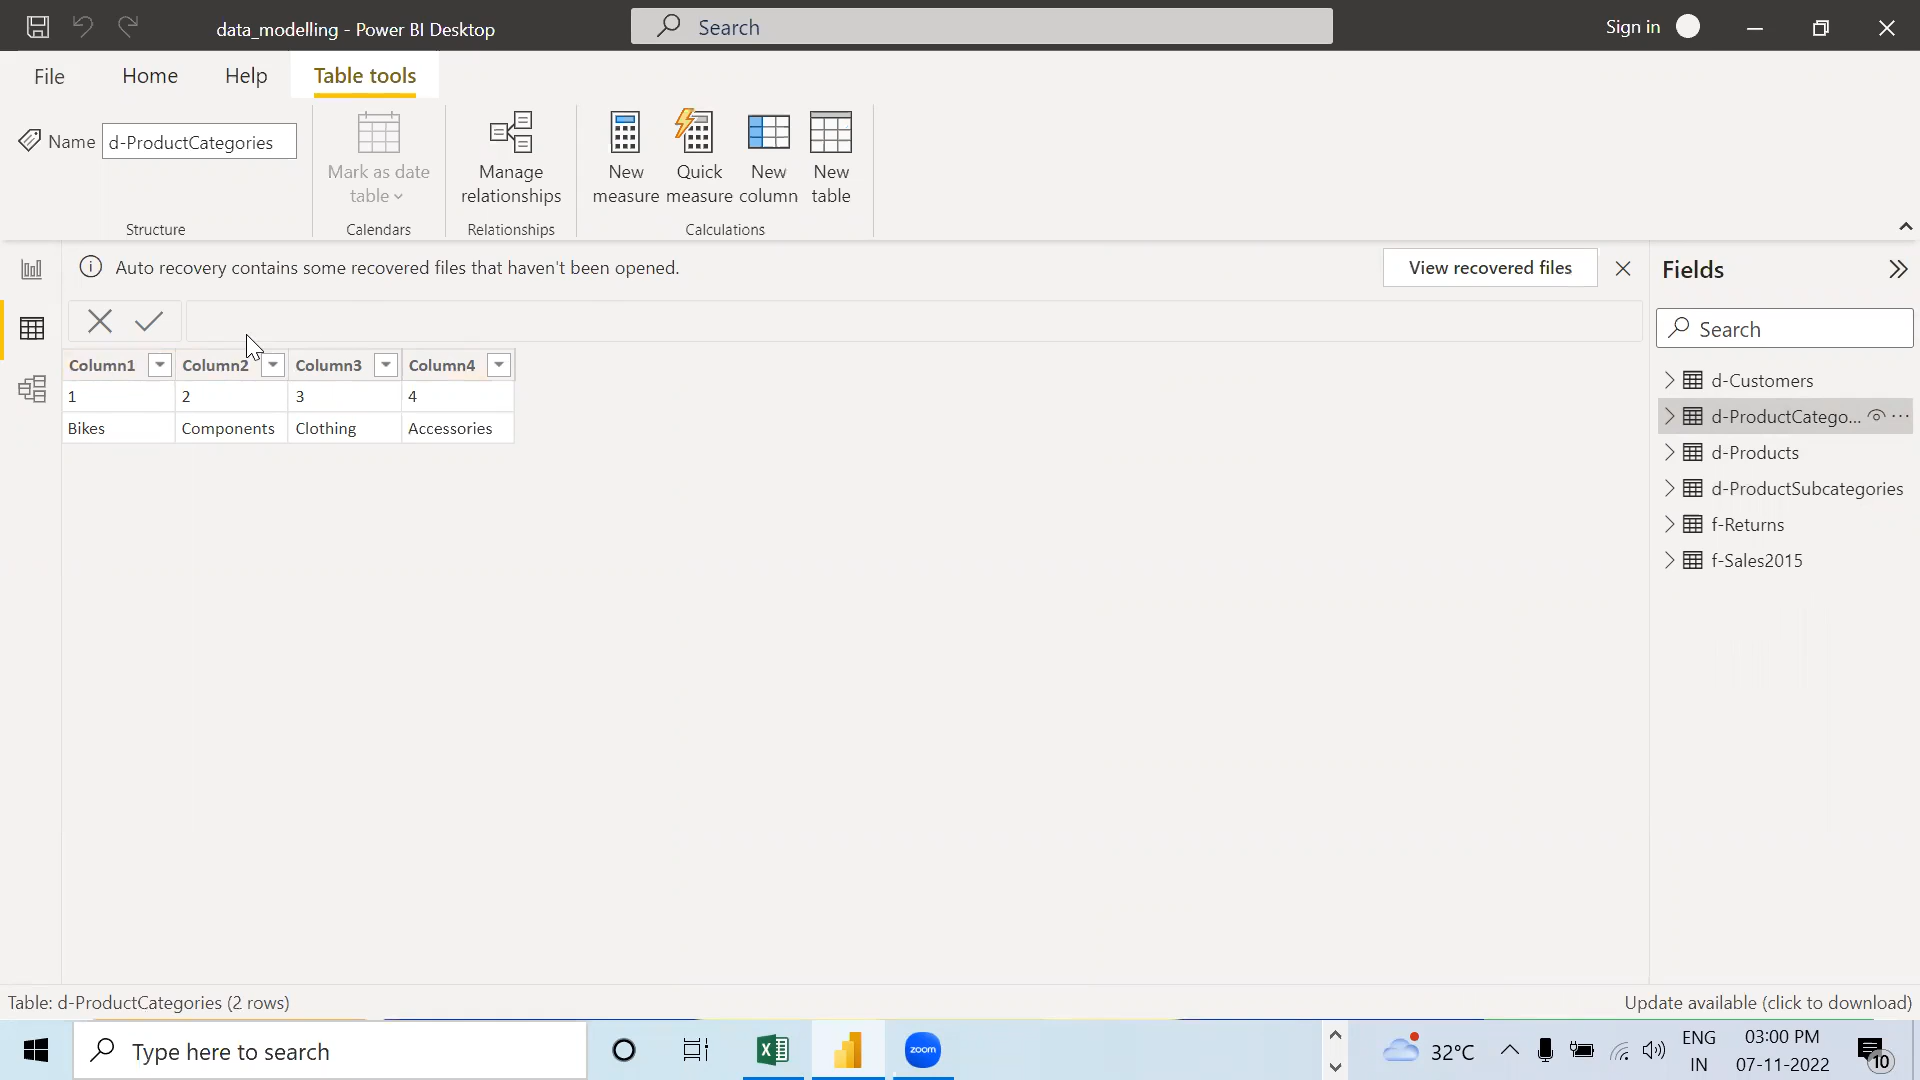 data_modelling - Power BI Desktop
Search
Sign in
File
Home
Help
Table tools
Name
d-ProductCategories
Mark as date
table
Manage
relationships
New
measure
Quick
measure
New
column
New
table
Structure
Calendars
Relationships
Calculations
Auto recovery contains some recovered files that haven't been opened.
View recovered files
Fields
Search
Column1 Column2 Column3 Column4
1 2 3 4
Bikes Components Clothing Accessories
d-Customers
d-ProductCatego...
d-Products
d-ProductSubcategories
f-Returns
f-Sales2015
Table: d-ProductCategories (2 rows)
Update available (click to download)
Type here to search
zoom
32°C
ENG
IN
03:00 PM
07-11-2022
10